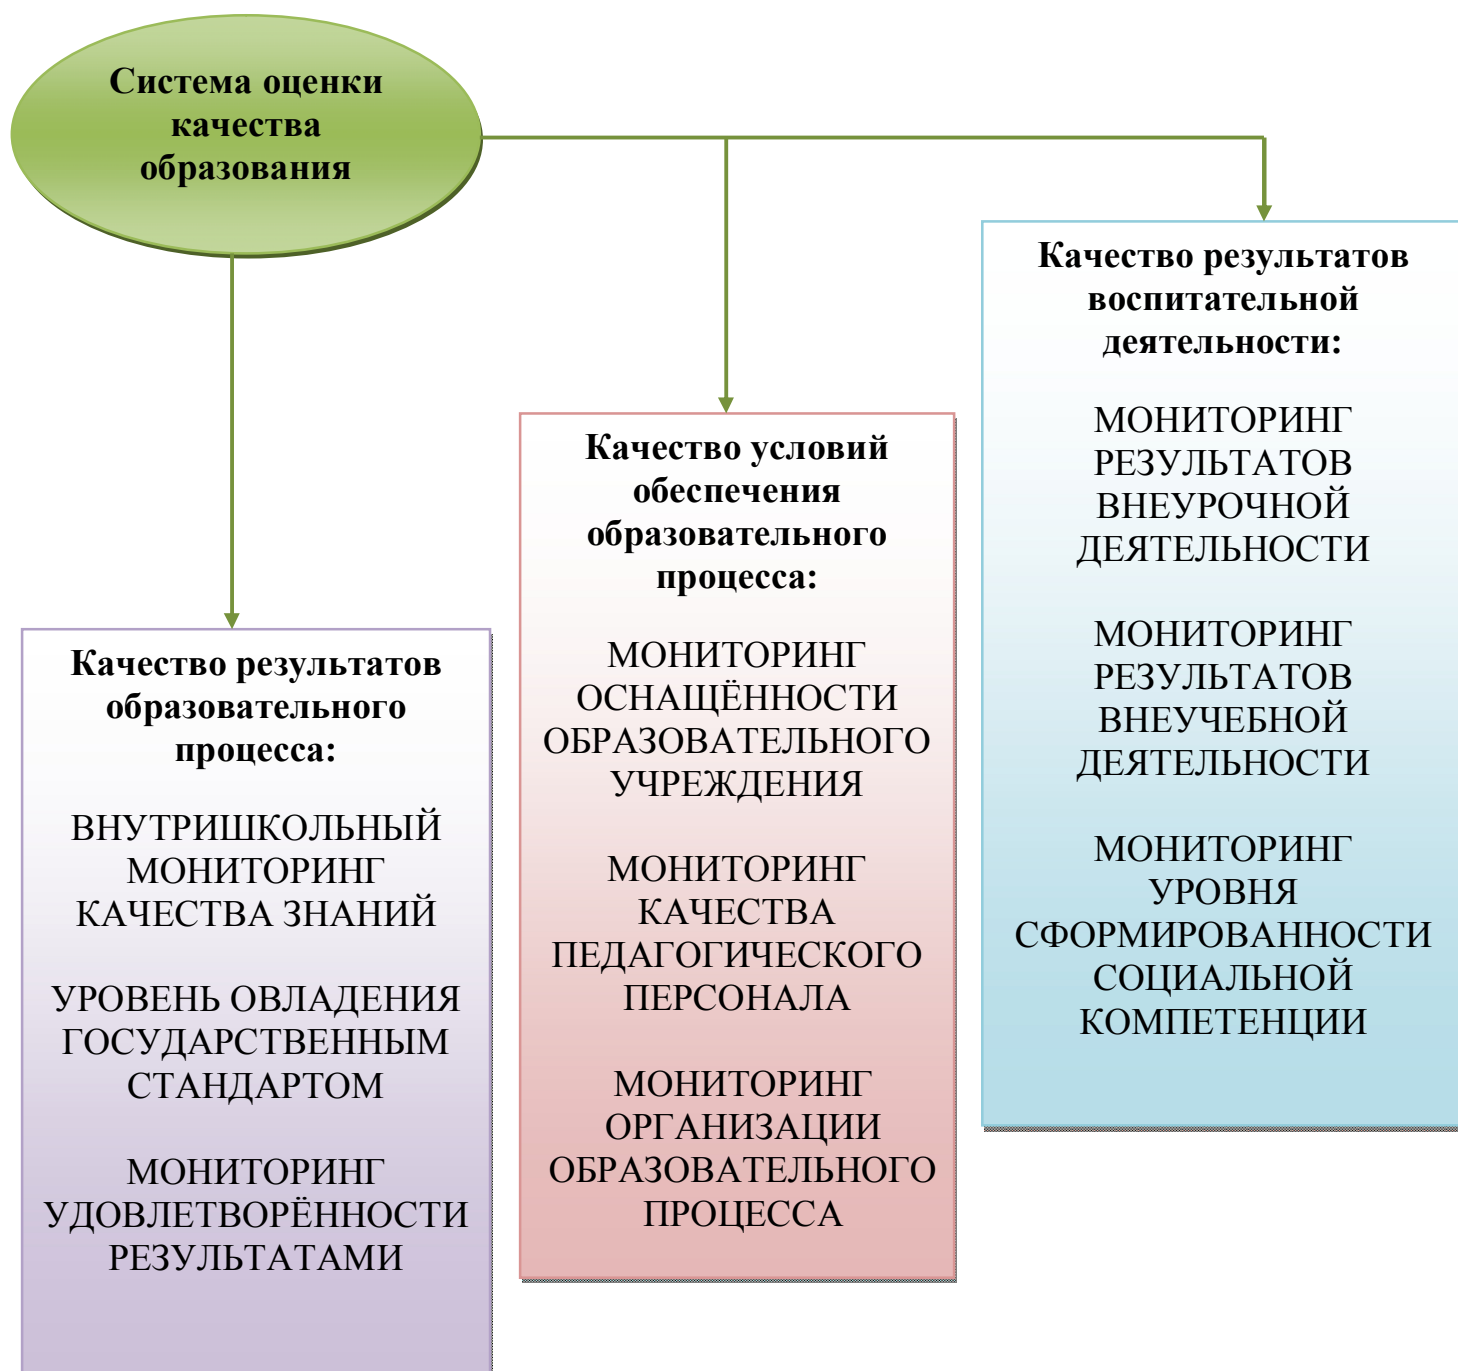 Система оценки
качества
образования
Качество результатов
образовательного
процесса:
ВНУТРИШКОЛЬНЫЙ
МОНИТОРИНГ
КАЧЕСТВА ЗНАНИЙ
УРОВЕНЬ ОВЛАДЕНИЯ
ГОСУДАРСТВЕННЫМ
СТАНДАРТОМ
МОНИТОРИНГ
УДОВЛЕТВОРЁННОСТИ
РЕЗУЛЬТАТАМИ
Качество условий
обеспечения
образовательного
процесса:
МОНИТОРИНГ
ОСНАЩЁННОСТИ
ОБРАЗОВАТЕЛЬНОГО
УЧРЕЖДЕНИЯ
МОНИТОРИНГ
КАЧЕСТВА
ПЕДАГОГИЧЕСКОГО
ПЕРСОНАЛА
МОНИТОРИНГ
ОРГАНИЗАЦИИ
ОБРАЗОВАТЕЛЬНОГО
ПРОЦЕССА
Качество результатов
воспитательной
деятельности:
МОНИТОРИНГ
РЕЗУЛЬТАТОВ
ВНЕУРОЧНОЙ
ДЕЯТЕЛЬНОСТИ
МОНИТОРИНГ
РЕЗУЛЬТАТОВ
ВНЕУЧЕБНОЙ
ДЕЯТЕЛЬНОСТИ
МОНИТОРИНГ
УРОВНЯ
СФОРМИРОВАННОСТИ
СОЦИАЛЬНОЙ
КОМПЕТЕНЦИИ